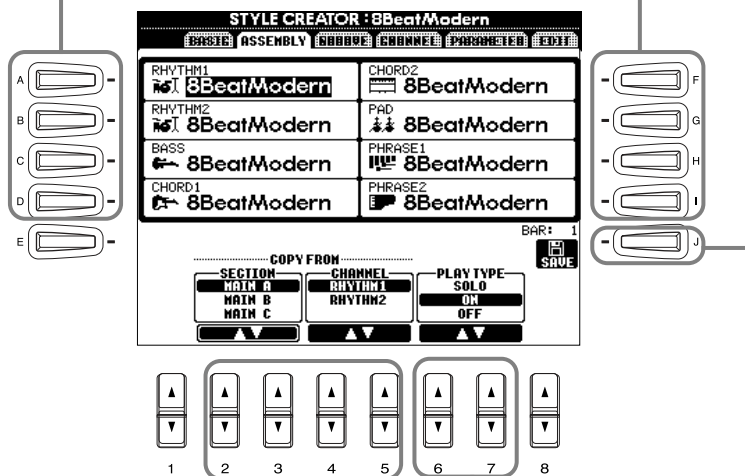 STYLE CREATOR : 8BeatModern
BASIC ASSEMBLY GROOVE CHANNEL PARAMETER EDIT
RHYTHM1
8BeatModern
CHORD2
8BeatModern
RHYTHM2
8BeatModern
PAD
8BeatModern
BASS
8BeatModern
PHRASE1
8BeatModern
CHORD1
8BeatModern
PHRASE2
8BeatModern
BAR: 1
SAVE
COPY FROM
SECTION
MAIN A
MAIN B
MAIN C
CHANNEL
RHYTHM1
RHYTHM2
PLAY TYPE
SOLO
ON
OFF
A
B
C
D
E
F
G
H
I
J
1 2 3 4 5 6 7 8